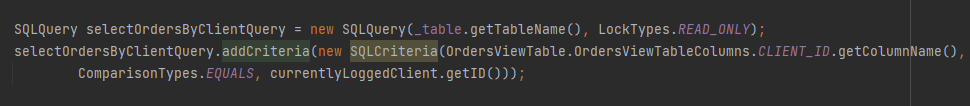 SQLQuery selectOrdersByClientQuery = new SQLQuery(_table.getTableName(), LockTypes.READ_ONLY);
selectOrdersByClientQuery.addCriteria(new SQLCriteria(OrdersViewTable.OrdersViewTableColumns.CLIENT_ID.getColumnName(),
ComparisonTypes.EQUALS, currentlyLoggedClient.getID()));